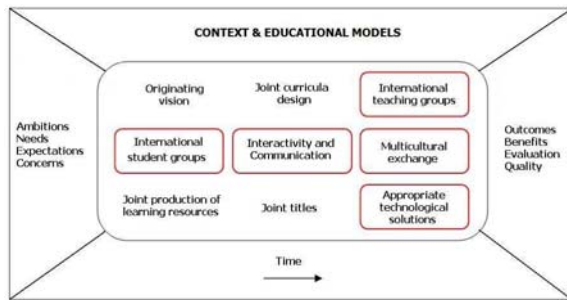 CONTEXT & EDUCATIONAL MODELS
Ambitions
Needs
Expectations
Concerns
Originating
vision
Joint curricula
design
International
teaching groups
International
student groups
Interactivity and
Communication
Multicultural
exchange
Joint production of
learning resources
Joint titles
Appropriate
technological
solutions
Outcomes
Benefits
Evaluation
Quality
Time